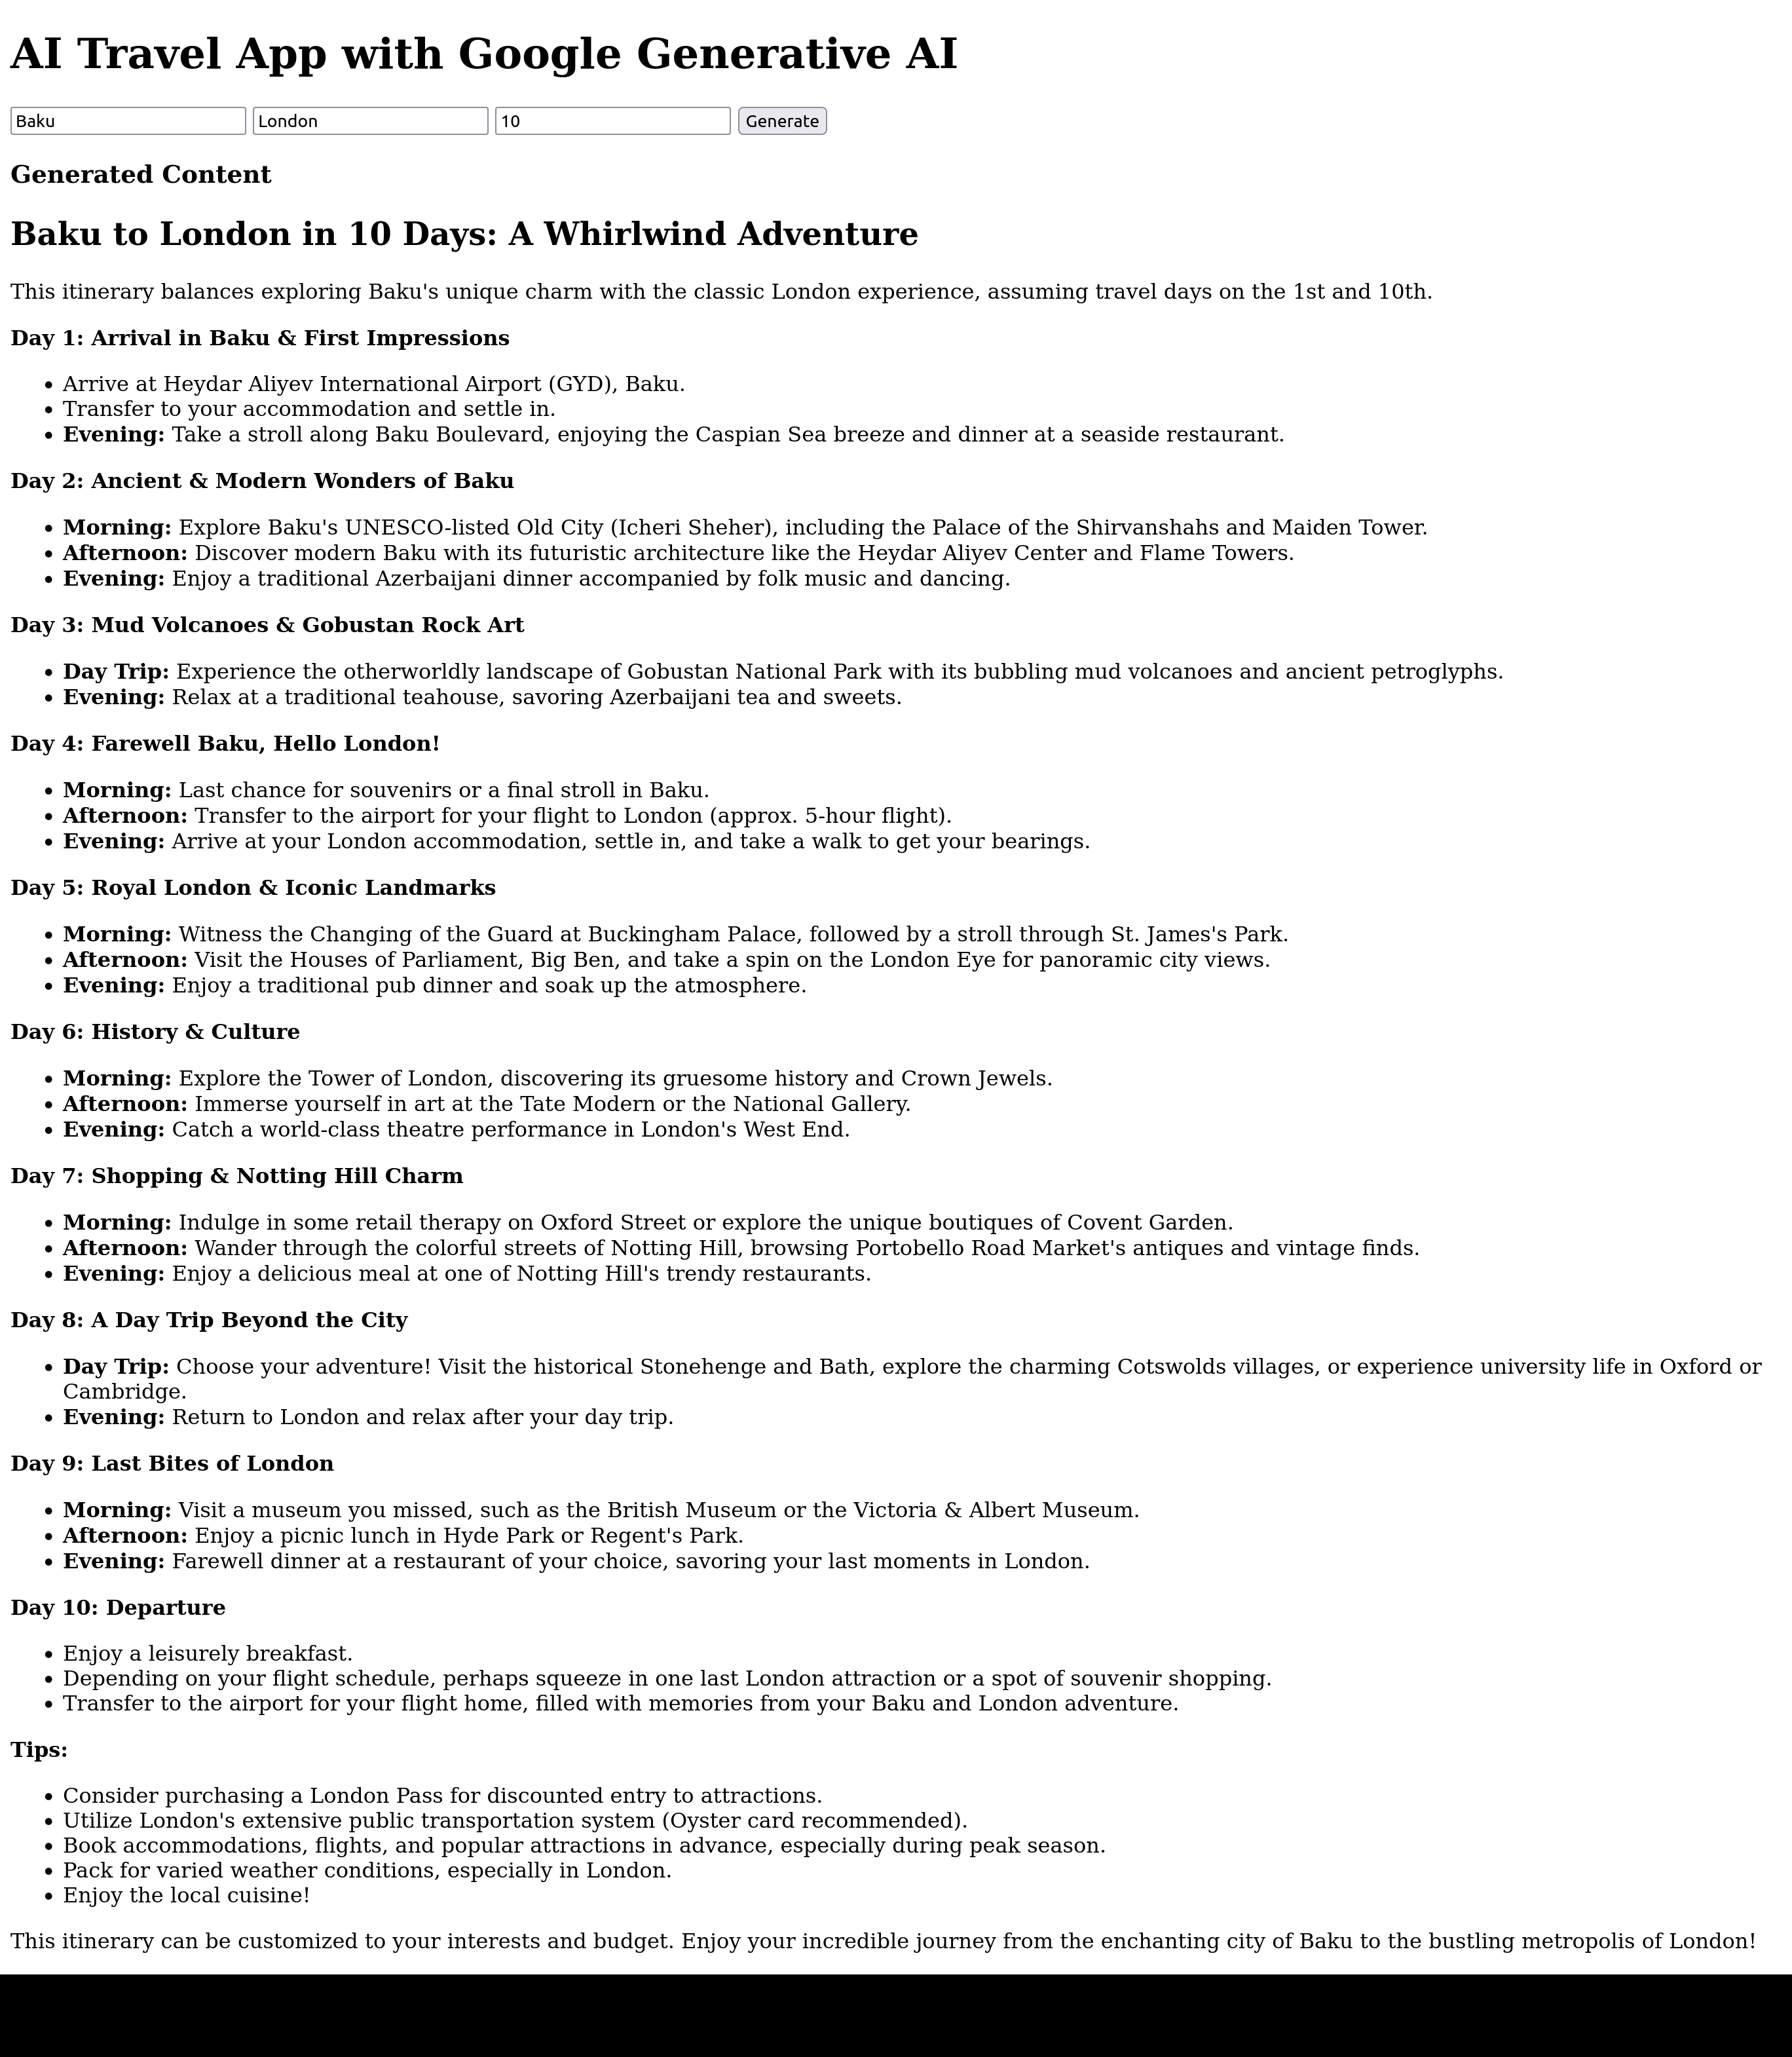 AI Travel App with Google Generative AI
Baku London 10 Generate
Generated Content
Baku to London in 10 Days: A Whirlwind Adventure
This itinerary balances exploring Baku's unique charm with the classic London experience, assuming travel days on the 1st and 10th.
Day 1: Arrival in Baku & First Impressions
• Arrive at Heydar Aliyev International Airport (GYD), Baku.
• Transfer to your accommodation and settle in.
• Evening: Take a stroll along Baku Boulevard, enjoying the Caspian Sea breeze and dinner at a seaside restaurant.
Day 2: Ancient & Modern Wonders of Baku
• Morning: Explore Baku's UNESCO-listed Old City (Icheri Sheher), including the Palace of the Shirvanshahs and Maiden Tower.
• Afternoon: Discover modern Baku with its futuristic architecture like the Heydar Aliyev Center and Flame Towers.
• Evening: Enjoy a traditional Azerbaijani dinner accompanied by folk music and dancing.
Day 3: Mud Volcanoes & Gobustan Rock Art
• Day Trip: Experience the otherworldly landscape of Gobustan National Park with its bubbling mud volcanoes and ancient petroglyphs.
• Evening: Relax at a traditional teahouse, savoring Azerbaijani tea and sweets.
Day 4: Farewell Baku, Hello London!
• Morning: Last chance for souvenirs or a final stroll in Baku.
• Afternoon: Transfer to the airport for your flight to London (approx. 5-hour flight).
• Evening: Arrive at your London accommodation, settle in, and take a walk to get your bearings.
Day 5: Royal London & Iconic Landmarks
• Morning: Witness the Changing of the Guard at Buckingham Palace, followed by a stroll through St. James's Park.
• Afternoon: Visit the Houses of Parliament, Big Ben, and take a spin on the London Eye for panoramic city views.
• Evening: Enjoy a traditional pub dinner and soak up the atmosphere.
Day 6: History & Culture
• Morning: Explore the Tower of London, discovering its gruesome history and Crown Jewels.
• Afternoon: Immerse yourself in art at the Tate Modern or the National Gallery.
• Evening: Catch a world-class theatre performance in London's West End.
Day 7: Shopping & Notting Hill Charm
• Morning: Indulge in some retail therapy on Oxford Street or explore the unique boutiques of Covent Garden.
• Afternoon: Wander through the colorful streets of Notting Hill, browsing Portobello Road Market's antiques and vintage finds.
• Evening: Enjoy a delicious meal at one of Notting Hill's trendy restaurants.
Day 8: A Day Trip Beyond the City
• Day Trip: Choose your adventure! Visit the historical Stonehenge and Bath, explore the charming Cotswolds villages, or experience university life in Oxford or
Cambridge.
• Evening: Return to London and relax after your day trip.
Day 9: Last Bites of London
• Morning: Visit a museum you missed, such as the British Museum or the Victoria & Albert Museum.
• Afternoon: Enjoy a picnic lunch in Hyde Park or Regent's Park.
• Evening: Farewell dinner at a restaurant of your choice, savoring your last moments in London.
Day 10: Departure
• Enjoy a leisurely breakfast.
• Depending on your flight schedule, perhaps squeeze in one last London attraction or a spot of souvenir shopping.
• Transfer to the airport for your flight home, filled with memories from your Baku and London adventure.
Tips:
• Consider purchasing a London Pass for discounted entry to attractions.
• Utilize London's extensive public transportation system (Oyster card recommended).
• Book accommodations, flights, and popular attractions in advance, especially during peak season.
• Pack for varied weather conditions, especially in London.
• Enjoy the local cuisine!
This itinerary can be customized to your interests and budget. Enjoy your incredible journey from the enchanting city of Baku to the bustling metropolis of London!